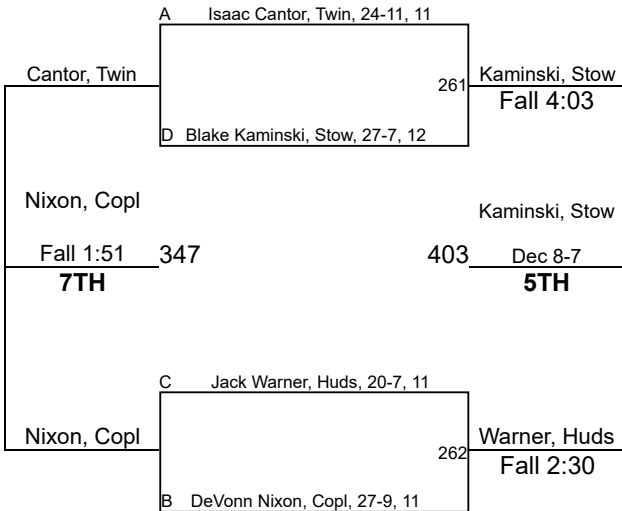 A Isaac Cantor, Twin, 24-11, 11
Cantor, Twin
261
Kaminski, Stow
Fall 4:03
D Blake Kaminski, Stow, 27-7, 12
Nixon, Copl
Kaminski, Stow
Fall 1:51
347
403
Dec 8-7
7TH
5TH
C Jack Warner, Huds, 20-7, 11
Nixon, Copl
262
Warner, Huds
Fall 2:30
B DeVonn Nixon, Copl, 27-9, 11